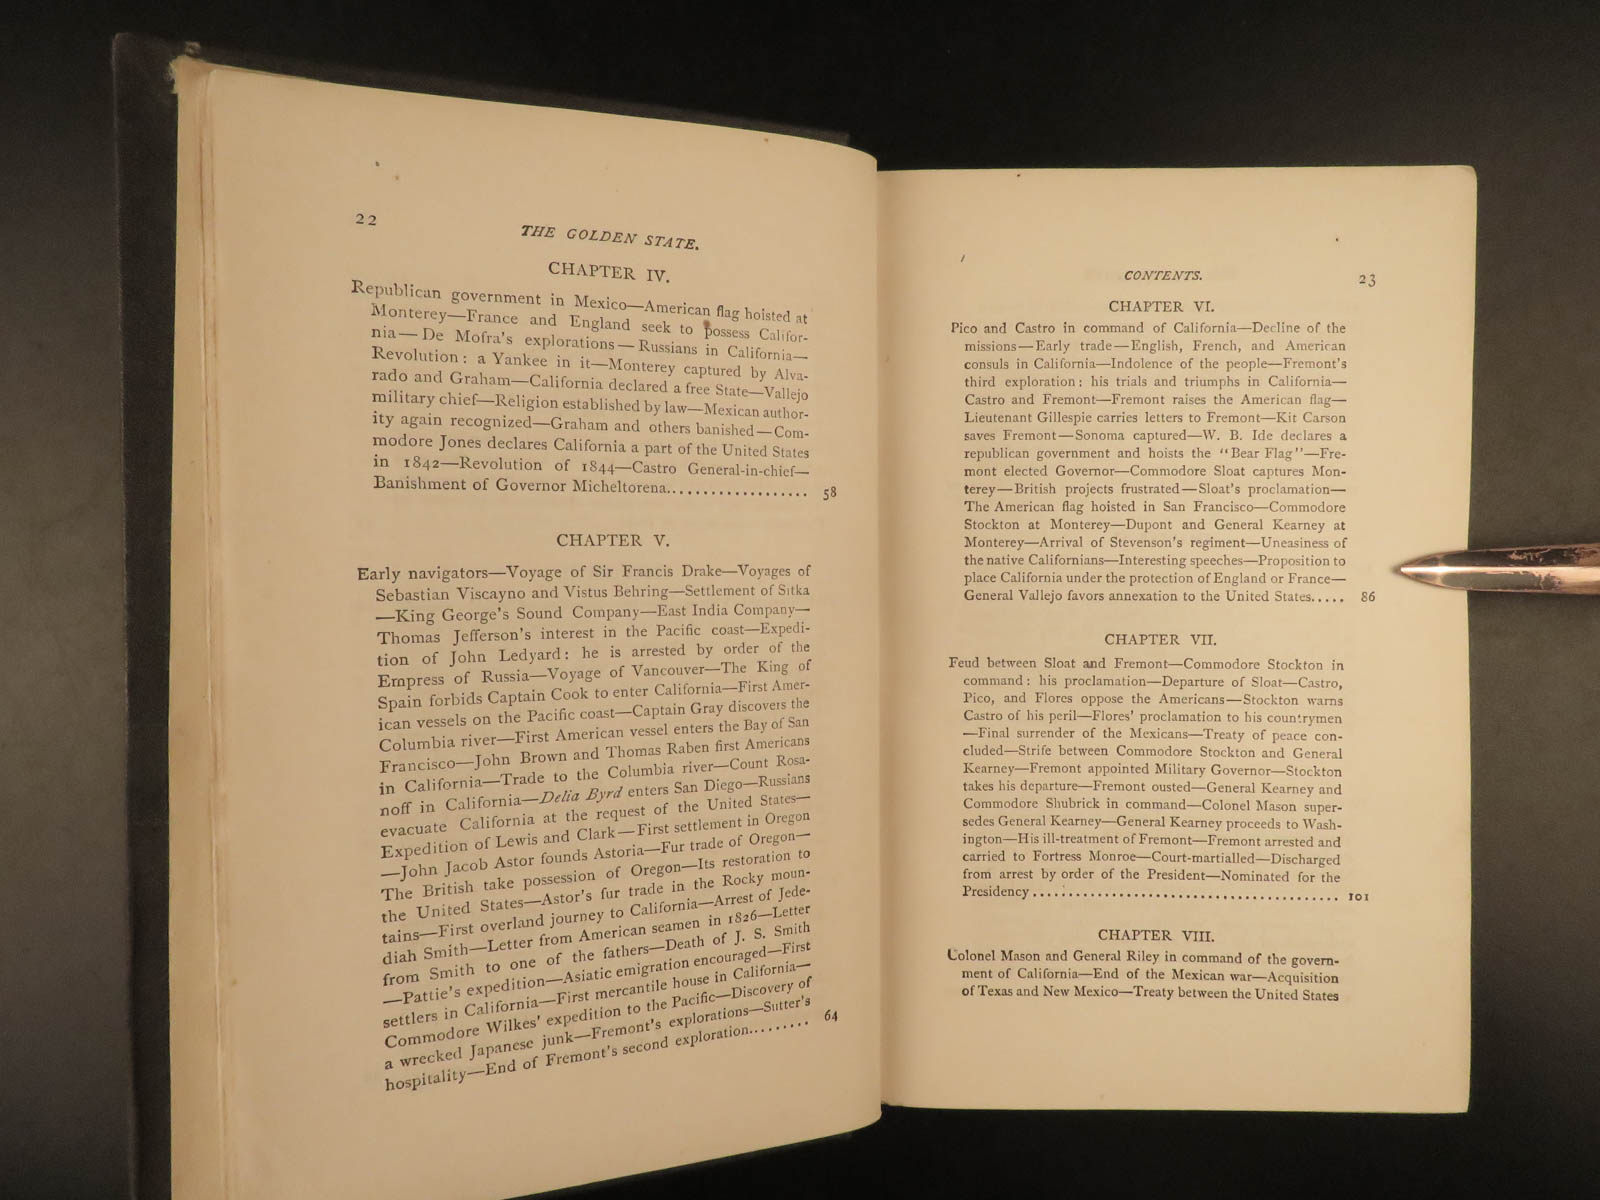 22
THE GOLDEN STATE.
CHAPTER IV.
Republican government in Mexico—American flag hoisted at
Monterey—France and England seek to possess Califor-
nia—De Mofra's explorations—Russians in California—
Revolution: a Yankee in it—Monterey captured by Alva-
rado and Graham—California declared a free State—Vallejo
military chief—Religion established by law—Mexican author-
ity again recognized—Graham and others banished—Com-
modore Jones declares California a part of the United States
in 1842—Revolution of 1844—Castro General-in-chief—
Banishment of Governor Micheltorena................... 58
CHAPTER V.
Early navigators—Voyage of Sir Francis Drake—Voyages of
Sebastian Viscayno and Vistus Behring—Settlement of Sitka
—King George's Sound Company—East India Company—
Thomas Jefferson's interest in the Pacific coast—Expedi-
tion of John Ledyard: he is arrested by order of the
Empress of Russia—Voyage of Vancouver—The King of
Spain forbids Captain Cook to enter California—First Amer-
ican vessels on the Pacific coast—Captain Gray discovers the
Columbia river—First American vessel enters the Bay of San
Francisco—John Brown and Thomas Raben first Americans
in California—Trade to the Columbia river—Count Rosa-
noff in California—Delia Byrd enters San Diego—Russians
evacuate California at the request of the United States—
Expedition of Lewis and Clark—First settlement in Oregon
—John Jacob Astor founds Astoria—Fur trade of Oregon—
The British take possession of Oregon—Its restoration to
the United States—Astor's fur trade in the Rocky moun-
tains—First overland journey to California—Arrest of Jede-
diah Smith—Letter from American seamen in 1826—Letter
from Smith to one of the fathers—Death of J. S. Smith
—Pattie's expedition—Asiatic emigration encouraged—First
settlers in California—First mercantile house in California—
Commodore Wilkes' expedition to the Pacific—Discovery of
a wrecked Japanese junk—Fremont's explorations—Sutter's
hospitality—End of Fremont's second exploration......... 64
CONTENTS.
23
CHAPTER VI.
Pico and Castro in command of California—Decline of the
missions—Early trade—English, French, and American
consuls in California—Indolence of the people—Fremont's
third exploration: his trials and triumphs in California—
Castro and Fremont—Fremont raises the American flag—
Lieutenant Gillespie carries letters to Fremont—Kit Carson
saves Fremont—Sonoma captured—W. B. Ide declares a
republican government and hoists the "Bear Flag"—Fre-
mont elected Governor—Commodore Sloat captures Mon-
terey—British projects frustrated—Sloat's proclamation—
The American flag hoisted in San Francisco—Commodore
Stockton at Monterey—Dupont and General Kearney at
Monterey—Arrival of Stevenson's regiment—Uneasiness of
the native Californians—Interesting speeches—Proposition to
place California under the protection of England or France—
General Vallejo favors annexation to the United States..... 86
CHAPTER VII.
Feud between Sloat and Fremont—Commodore Stockton in
command: his proclamation—Departure of Sloat—Castro,
Pico, and Flores oppose the Americans—Stockton warns
Castro of his peril—Flores' proclamation to his countrymen
—Final surrender of the Mexicans—Treaty of peace con-
cluded—Strife between Commodore Stockton and General
Kearney—Fremont appointed Military Governor—Stockton
takes his departure—Fremont ousted—General Kearney and
Commodore Shubrick in command—Colonel Mason super-
sedes General Kearney—General Kearney proceeds to Wash-
ington—His ill-treatment of Fremont—Fremont arrested and
carried to Fortress Monroe—Court-martialled—Discharged
from arrest by order of the President—Nominated for the
Presidency........................................ 101
CHAPTER VIII.
Colonel Mason and General Riley in command of the govern-
ment of California—End of the Mexican war—Acquisition
of Texas and New Mexico—Treaty between the United States